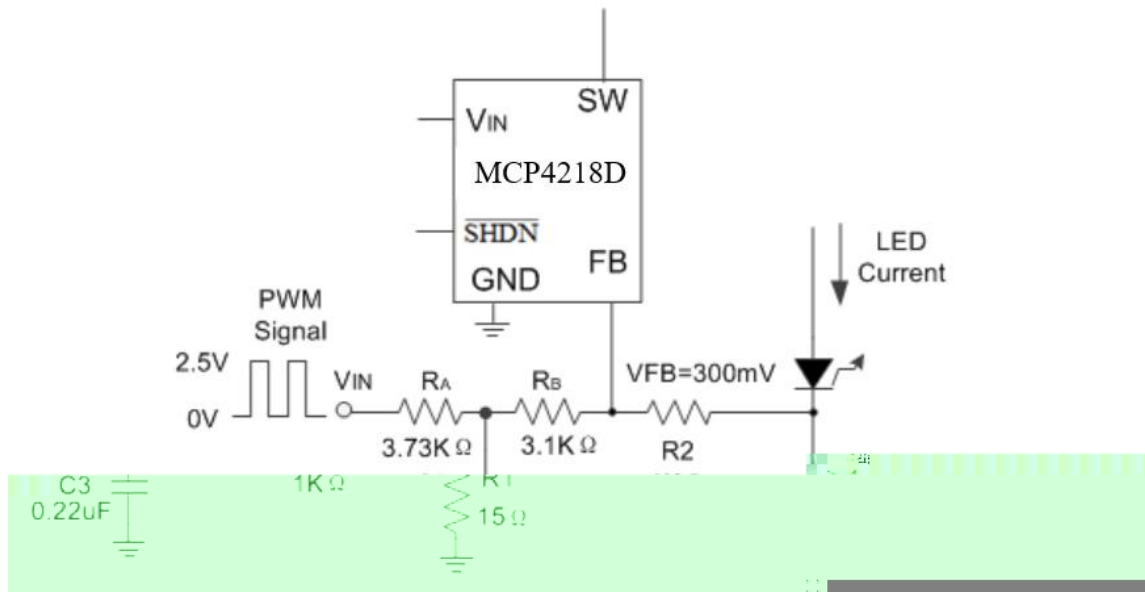 SW
VIN
MCP4218D
SHDN
FB
GND
LED
Current
PWM
Signal
2.5V
0V
VIN
RA
3.73KΩ
RB
3.1KΩ
VFB=300mV
R2
C3
0.22uF
1KΩ
R1
15Ω